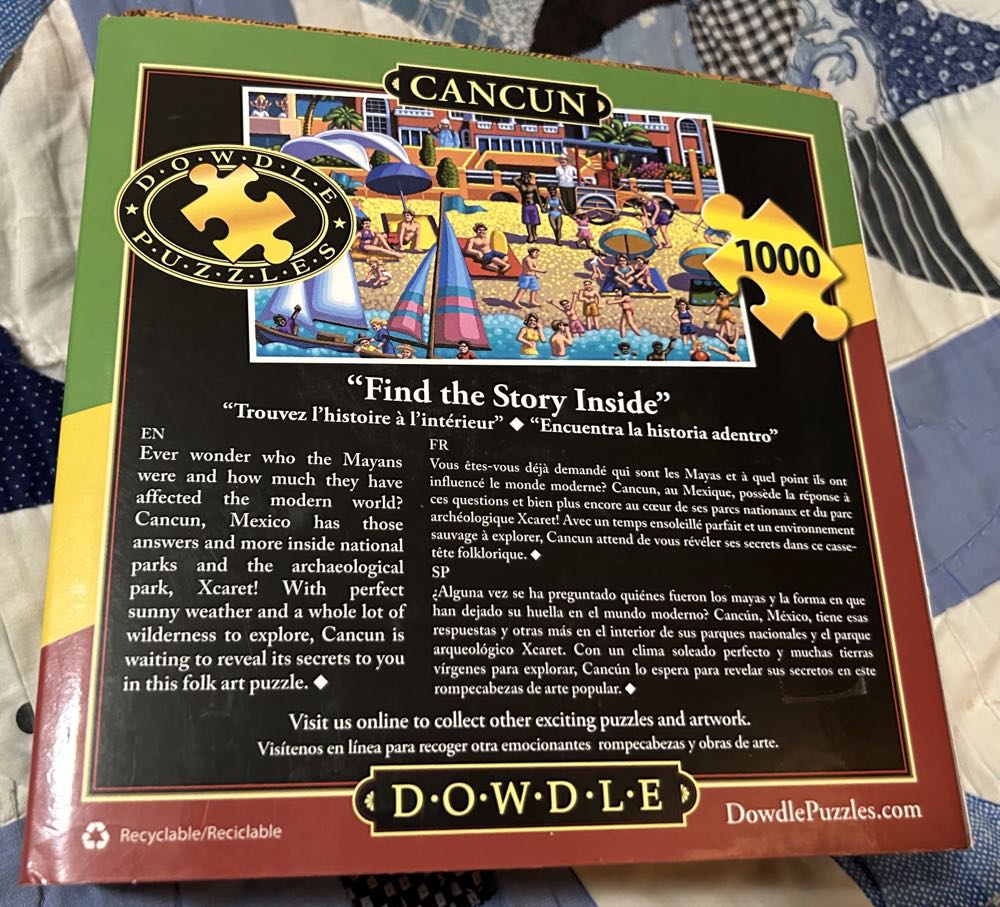 CANCUN
D·O·W·D·L·E
P·U·Z·Z·L·E·S
1000
“Find the Story Inside”
“Trouvez l’histoire à l’intérieur” ◆ “Encuentra la historia adentro”
EN
Ever wonder who the Mayans
were and how much they have
affected the modern world?
Cancun, Mexico has those
answers and more inside national
parks and the archaeological
park, Xcaret! With perfect
sunny weather and a whole lot of
wilderness to explore, Cancun is
waiting to reveal its secrets to you
in this folk art puzzle. ◆
FR
Vous êtes-vous déjà demandé qui sont les Mayas et à quel point ils ont
influencé le monde moderne? Cancun, au Mexique, possède la réponse à
ces questions et bien plus encore au cœur de ses parcs nationaux et du parc
archéologique Xcaret! Avec un temps ensoleillé parfait et un environnement
sauvage à explorer, Cancun attend de vous révéler ses secrets dans ce casse-
tête folklorique. ◆
SP
¿Alguna vez se ha preguntado quiénes fueron los mayas y la forma en que
han dejado su huella en el mundo moderno? Cancún, México, tiene esas
respuestas y otras más en el interior de sus parques nacionales y el parque
arqueológico Xcaret. Con un clima soleado perfecto y muchas tierras
vírgenes para explorar, Cancún lo espera para revelar sus secretos en este
rompecabezas de arte popular. ◆
Visit us online to collect other exciting puzzles and artwork.
Visítenos en línea para recoger otra emocionantes rompecabezas y obras de arte.
D·O·W·D·L·E
DowdlePuzzles.com
Recyclable/Reciclable